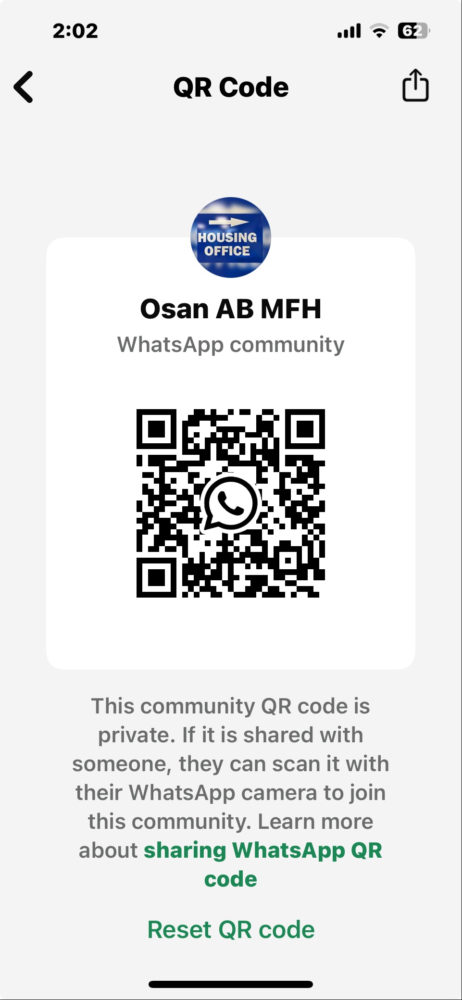 2:02
62
QR Code
HOUSING
OFFICE
Osan AB MFH
WhatsApp community
This community QR code is
private. If it is shared with
someone, they can scan it with
their WhatsApp camera to join
this community. Learn more
about sharing WhatsApp QR
code
Reset QR code